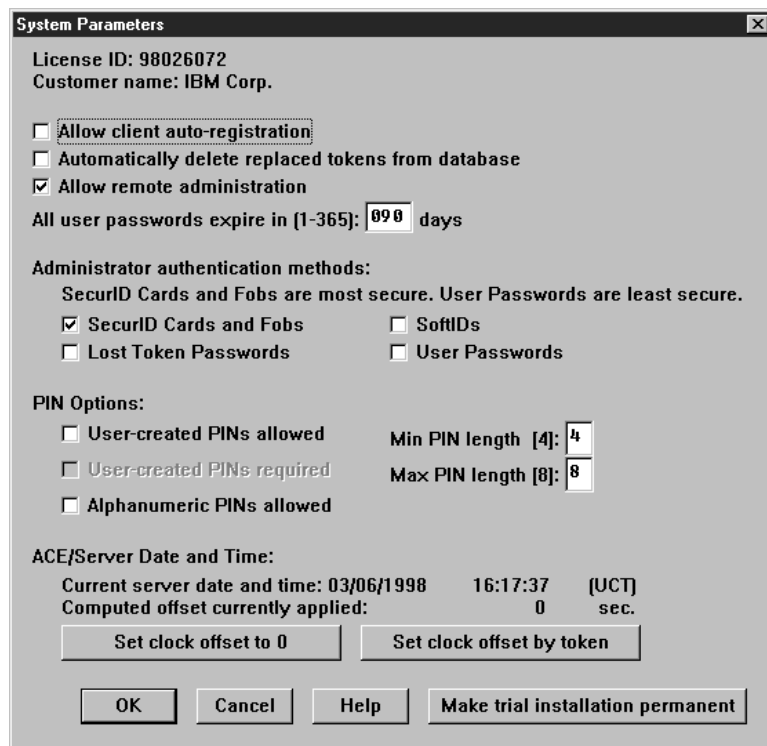 System Parameters
License ID: 98026072
Customer name: IBM Corp.
Allow client auto-registration
Automatically delete replaced tokens from database
Allow remote administration
All user passwords expire in (1-365): 090 days
Administrator authentication methods:
SecurID Cards and Fobs are most secure. User Passwords are least secure.
SecurID Cards and Fobs SoftIDs
Lost Token Passwords User Passwords
PIN Options:
User-created PINs allowed Min PIN length [4]: 4
User-created PINs required Max PIN length [8]: 8
Alphanumeric PINs allowed
ACE/Server Date and Time:
Current server date and time: 03/06/1998 16:17:37 (UCT)
Computed offset currently applied: 0 sec.
Set clock offset to 0 Set clock offset by token
OK Cancel Help Make trial installation permanent